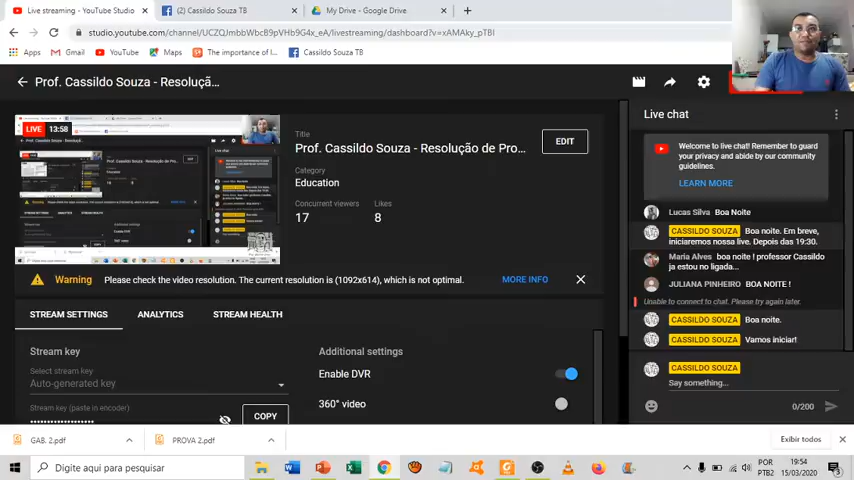 Live streaming - YouTube Studio
(2) Cassildo Souza TB
My Drive - Google Drive
studio.youtube.com/channel/
/livestreaming/dashboard?v=xAMAky_pTBI
Apps
Gmail
YouTube
Maps
The importance of l...
Cassildo Souza TB
Prof. Cassildo Souza - Resoluçã...
LIVE 13:58
Title
Prof. Cassildo Souza - Resolução de Pro...
EDIT
Category
Education
Concurrent viewers
17
Likes
8
Warning
Please check the video resolution. The current resolution is (1092x614), which is not optimal.
MORE INFO
STREAM SETTINGS
ANALYTICS
STREAM HEALTH
Stream key
Select stream key
Auto-generated key
Stream key (paste in encoder)
COPY
Additional settings
Enable DVR
360° video
Live chat
Welcome to live chat! Remember to guard
your privacy and abide by our community
guidelines.
LEARN MORE
Lucas Silva Boa Noite
CASSILDO SOUZA Boa noite. Em breve,
iniciaremos nossa live. Depois das 19:30.
Maria Alves boa noite ! professor Cassildo
ja estou no ligada...
JULIANA PINHEIRO BOA NOITE !
Unable to connect to chat. Please try again later.
CASSILDO SOUZA Boa noite.
CASSILDO SOUZA Vamos iniciar!
CASSILDO SOUZA
Say something...
0/200
GAB. 2.pdf
PROVA 2.pdf
Exibir todos
Digite aqui para pesquisar
POR
PTB2
19:54
15/03/2020
3